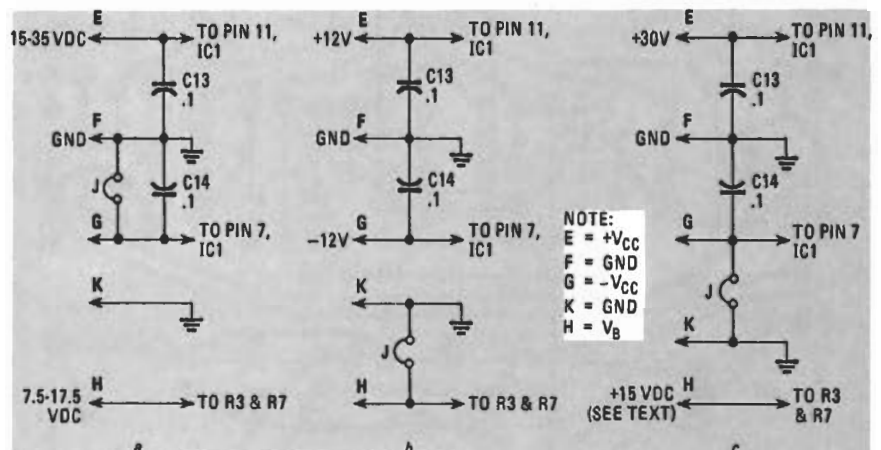 E
15-35 VDC
TO PIN 11,
IC1
C13
.1
F
GND
J
C14
.1
G
TO PIN 7,
IC1
K
7.5-17.5
VDC
H
TO R3 & R7
a
E
+12V
TO PIN 11,
IC1
C13
.1
F
GND
C14
.1
G
−12V
TO PIN 7,
IC1
K
J
H
TO R3 & R7
b
NOTE:
E = +VCC
F = GND
G = −VCC
K = GND
H = VB
E
+30V
TO PIN 11,
IC1
C13
.1
F
GND
C14
.1
G
TO PIN 7
IC1
J
K
+15 VDC
(SEE TEXT)
H
TO R3
& R7
c